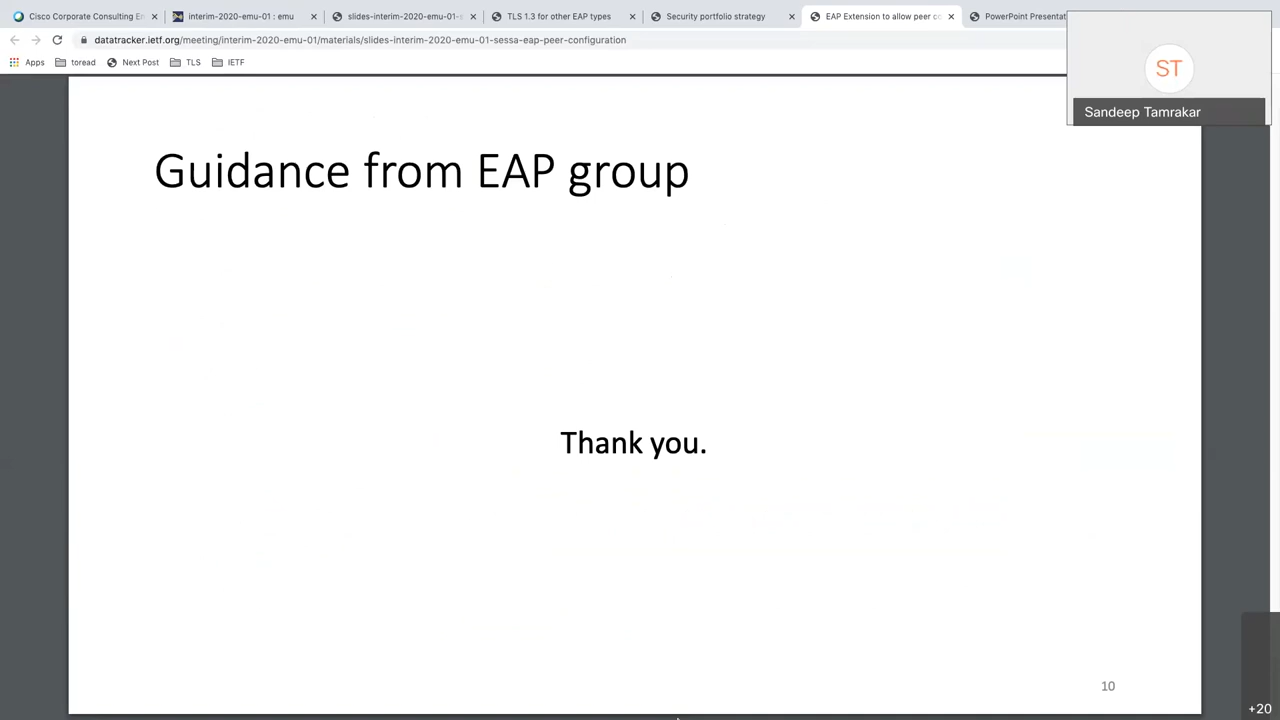 Cisco Corporate Consulting En
interim-2020-emu-01 : emu
slides-interim-2020-emu-01-s
TLS 1.3 for other EAP types
Security portfolio strategy
EAP Extension to allow peer co
PowerPoint Presentat
datatracker.ietf.org/meeting/interim-2020-emu-01/materials/slides-interim-2020-emu-01-sessa-eap-peer-configuration
Apps
toread
Next Post
TLS
IETF
ST
Sandeep Tamrakar
Guidance from EAP group
Thank you.
10
+20